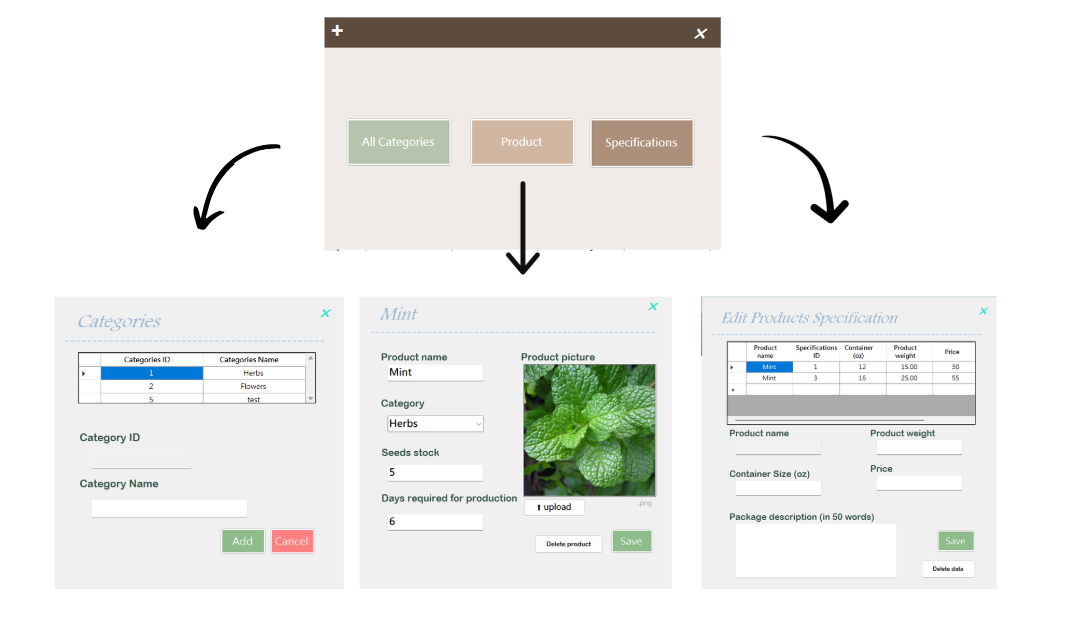 +
×
All Categories
Product
Specifications
Categories
×
Categories ID Categories Name
1 Herbs
2 Flowers
5 test
Category ID
Category Name
Add
Cancel
Mint
×
Product name
Mint
Category
Herbs
Seeds stock
5
Days required for production
6
Product picture
upload
.png
Delete product
Save
Edit Products Specification
×
Product name Specifications ID Container (oz) Product weight Price
Mint 1 12 15.00 30
Mint 3 16 25.00 55
Product name
Product weight
Container Size (oz)
Price
Package description (in 50 words)
Save
Delete data